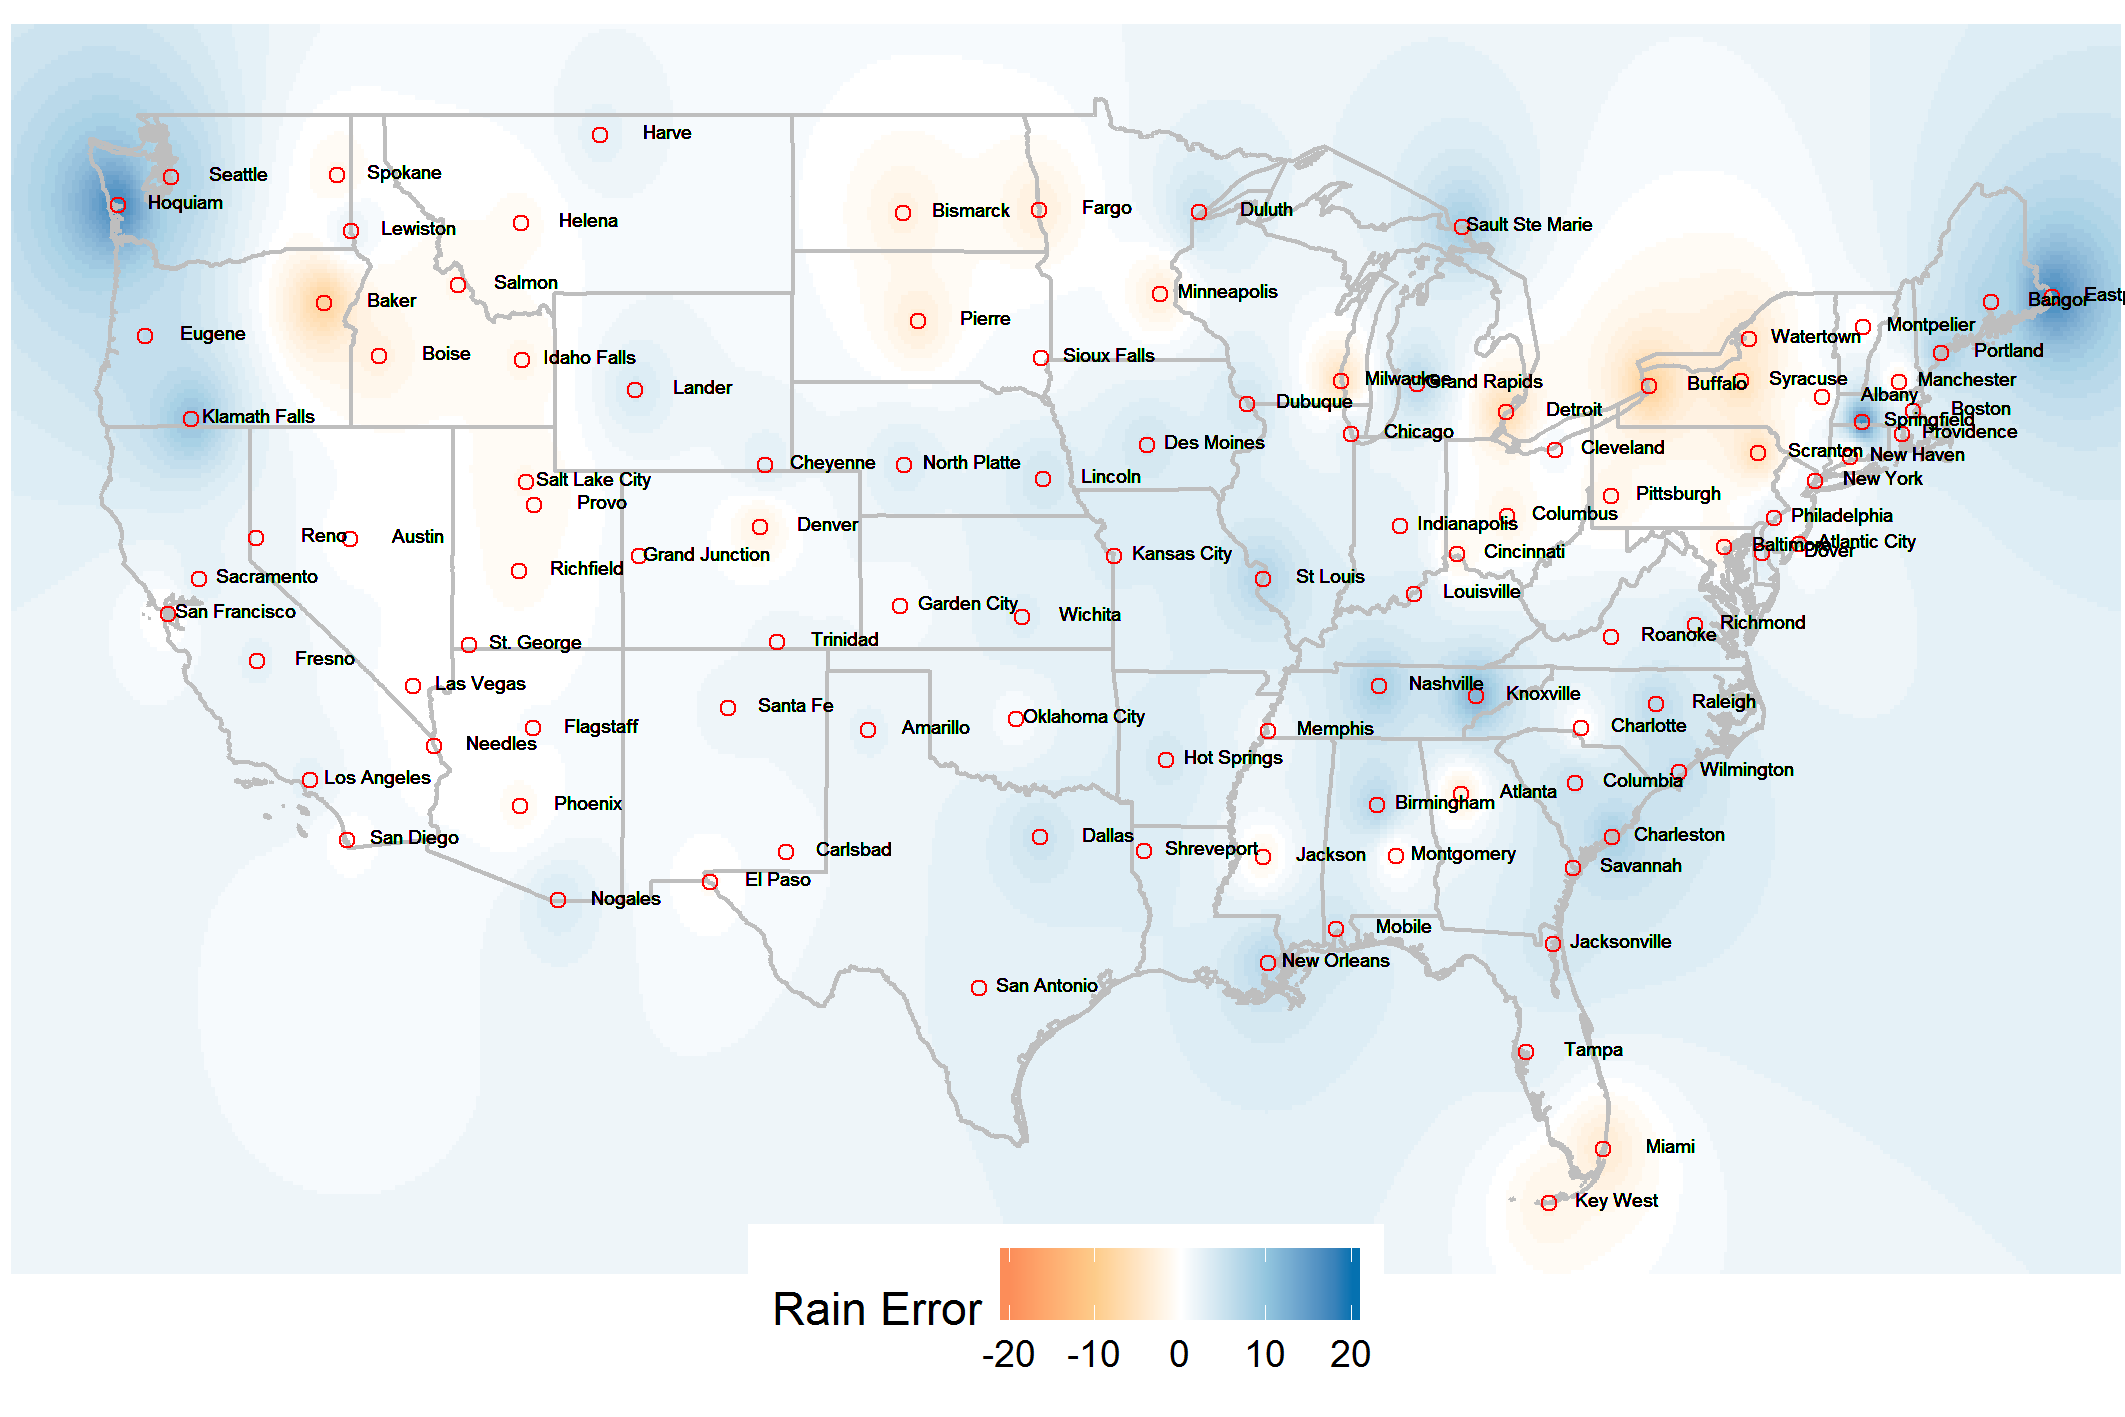 Harve
Seattle
Spokane
Hoquiam
Bismarck
Fargo
Duluth
Helena
Lewiston
Sault Ste Marie
Salmon
Minneapolis
Baker
Bangor
Eastp
Pierre
Eugene
Montpelier
Watertown
Boise
Idaho Falls
Sioux Falls
Portland
Lander
Milwaukee
Grand Rapids
Buffalo
Syracuse
Manchester
Albany
Dubuque
Detroit
Boston
Klamath Falls
Springfield
Chicago
Providence
Des Moines
Cleveland
Scranton
New Haven
Cheyenne
North Platte
Salt Lake City
Lincoln
New York
Provo
Pittsburgh
Columbus
Philadelphia
Denver
Indianapolis
Reno
Austin
Baltimore
Atlantic City
Dover
Grand Junction
Kansas City
Cincinnati
Richfield
Sacramento
St Louis
Louisville
San Francisco
Garden City
Wichita
Richmond
St. George
Trinidad
Roanoke
Fresno
Las Vegas
Nashville
Knoxville
Santa Fe
Raleigh
Flagstaff
Amarillo
Oklahoma City
Memphis
Charlotte
Needles
Hot Springs
Los Angeles
Wilmington
Columbia
Phoenix
Birmingham
Atlanta
San Diego
Dallas
Charleston
Carlsbad
Shreveport
Jackson
Montgomery
El Paso
Savannah
Nogales
Mobile
Jacksonville
New Orleans
San Antonio
Tampa
Miami
Key West
Rain Error
-20 -10 0 10 20